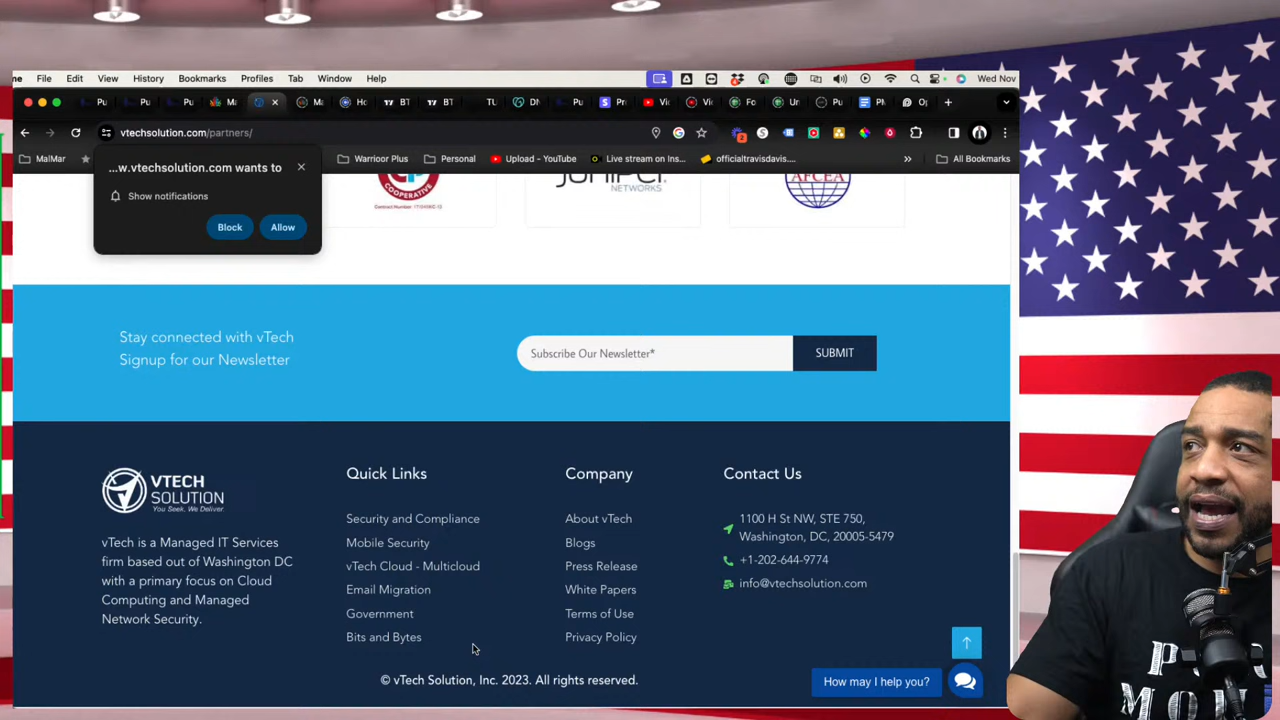 File Edit View History Bookmarks Profiles Tab Window Help
Wed Nov
vtechsolution.com/partners/
MalMar
Warrioor Plus
Personal
Upload - YouTube
Live stream on Ins...
officialtravisdavis....
All Bookmarks
...w.vtechsolution.com wants to
Show notifications
Block
Allow
COOPERATIVE
JUNIPER
NETWORKS
AFCEA
Stay connected with vTech
Signup for our Newsletter
Subscribe Our Newsletter*
SUBMIT
VTECH
SOLUTION
You Seek, We Deliver.
vTech is a Managed IT Services
firm based out of Washington DC
with a primary focus on Cloud
Computing and Managed
Network Security.
Quick Links
Security and Compliance
Mobile Security
vTech Cloud - Multicloud
Email Migration
Government
Bits and Bytes
Company
About vTech
Blogs
Press Release
White Papers
Terms of Use
Privacy Policy
Contact Us
1100 H St NW, STE 750,
Washington, DC, 20005-5479
+1-202-644-9774
info@vtechsolution.com
© vTech Solution, Inc. 2023. All rights reserved.
How may I help you?